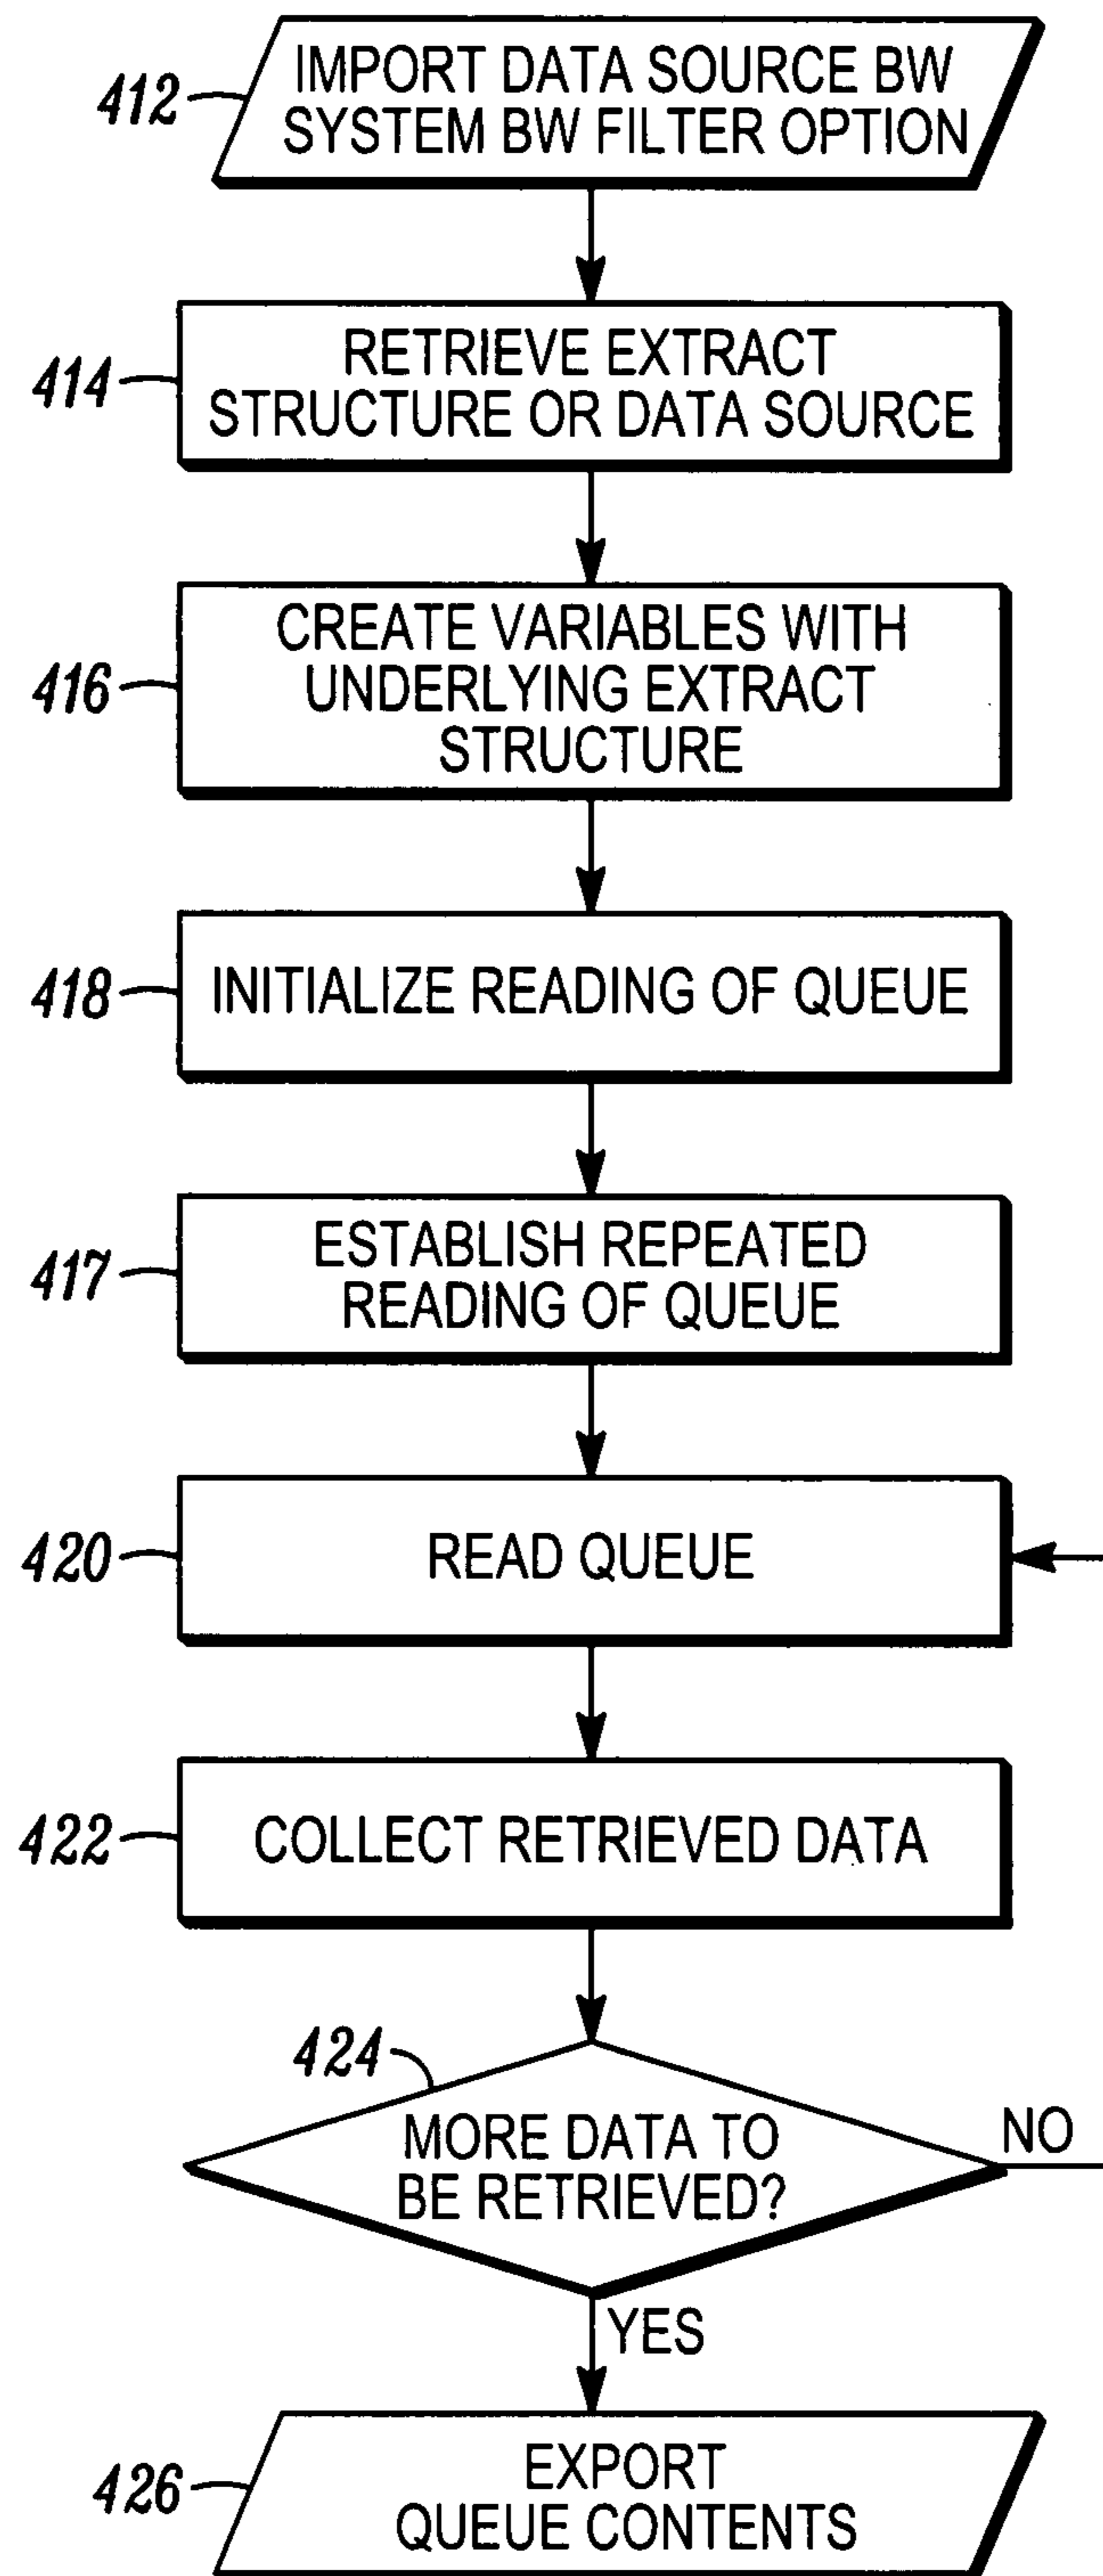 412
IMPORT DATA SOURCE BW
SYSTEM BW FILTER OPTION
414
RETRIEVE EXTRACT
STRUCTURE OR DATA SOURCE
416
CREATE VARIABLES WITH
UNDERLYING EXTRACT
STRUCTURE
418
INITIALIZE READING OF QUEUE
417
ESTABLISH REPEATED
READING OF QUEUE
420
READ QUEUE
422
COLLECT RETRIEVED DATA
424
MORE DATA TO
BE RETRIEVED?
NO
YES
426
EXPORT
QUEUE CONTENTS